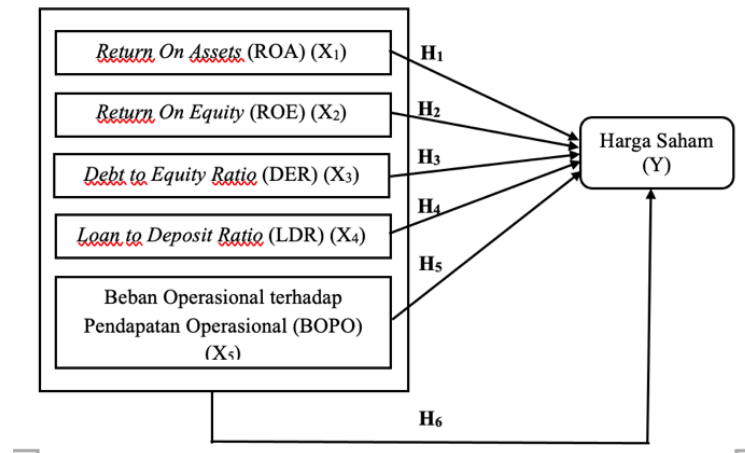 Return On Assets (ROA) (X₁)
H₁
Return On Equity (ROE) (X₂)
H₂
Harga Saham
(Y)
H₃
Debt to Equity Ratio (DER) (X₃)
H₄
Loan to Deposit Ratio (LDR) (X₄)
H₅
Beban Operasional terhadap
Pendapatan Operasional (BOPO)
(X₅)
H₆